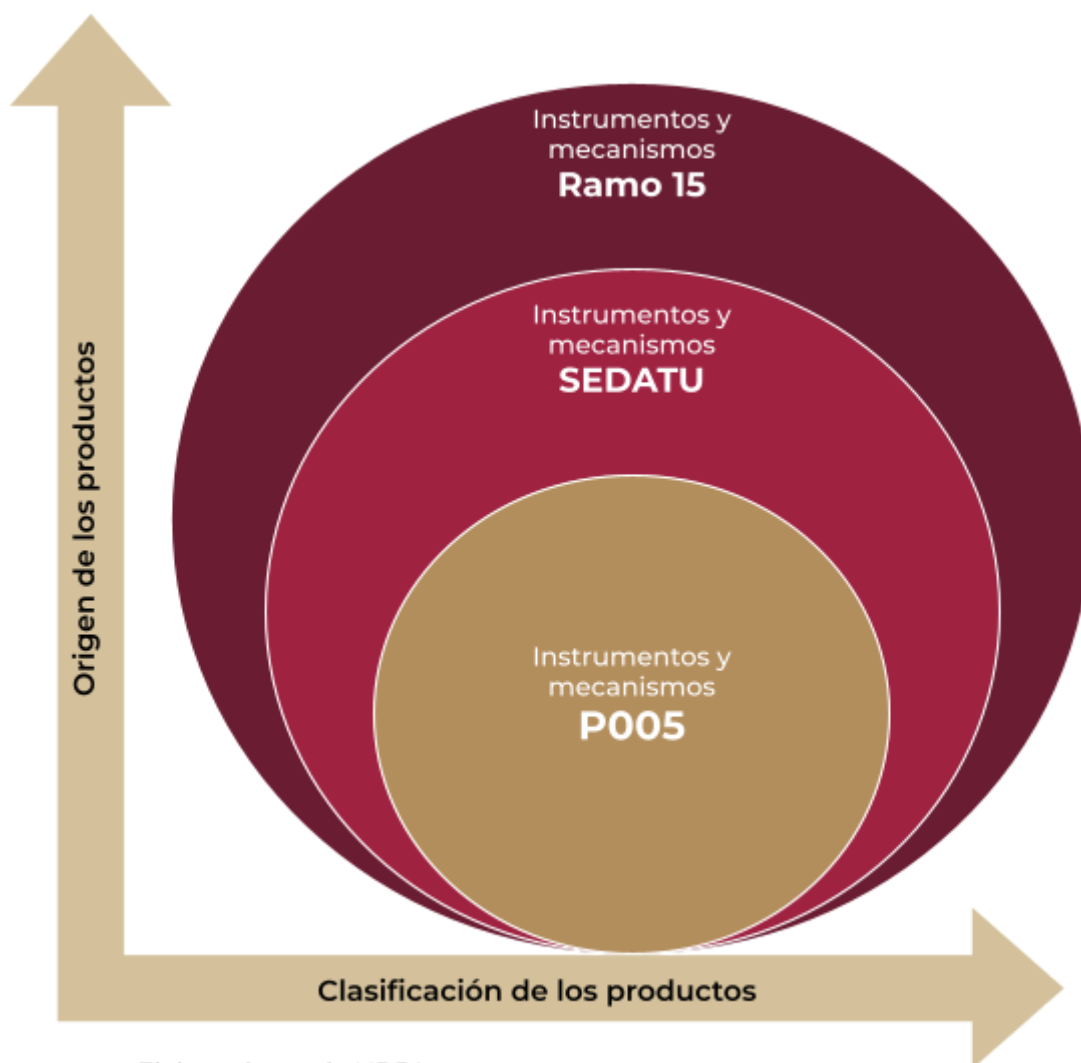 Instrumentos y
mecanismos
Ramo 15
Instrumentos y
mecanismos
SEDATU
Instrumentos y
mecanismos
P005
Origen de los productos
Clasificación de los productos